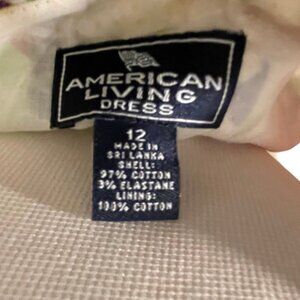 AMERICAN
LIVING
DRESS
12
MADE IN
SRI LANKA
SHELL:
97% COTTON
3% ELASTANE
LINING:
100% COTTON